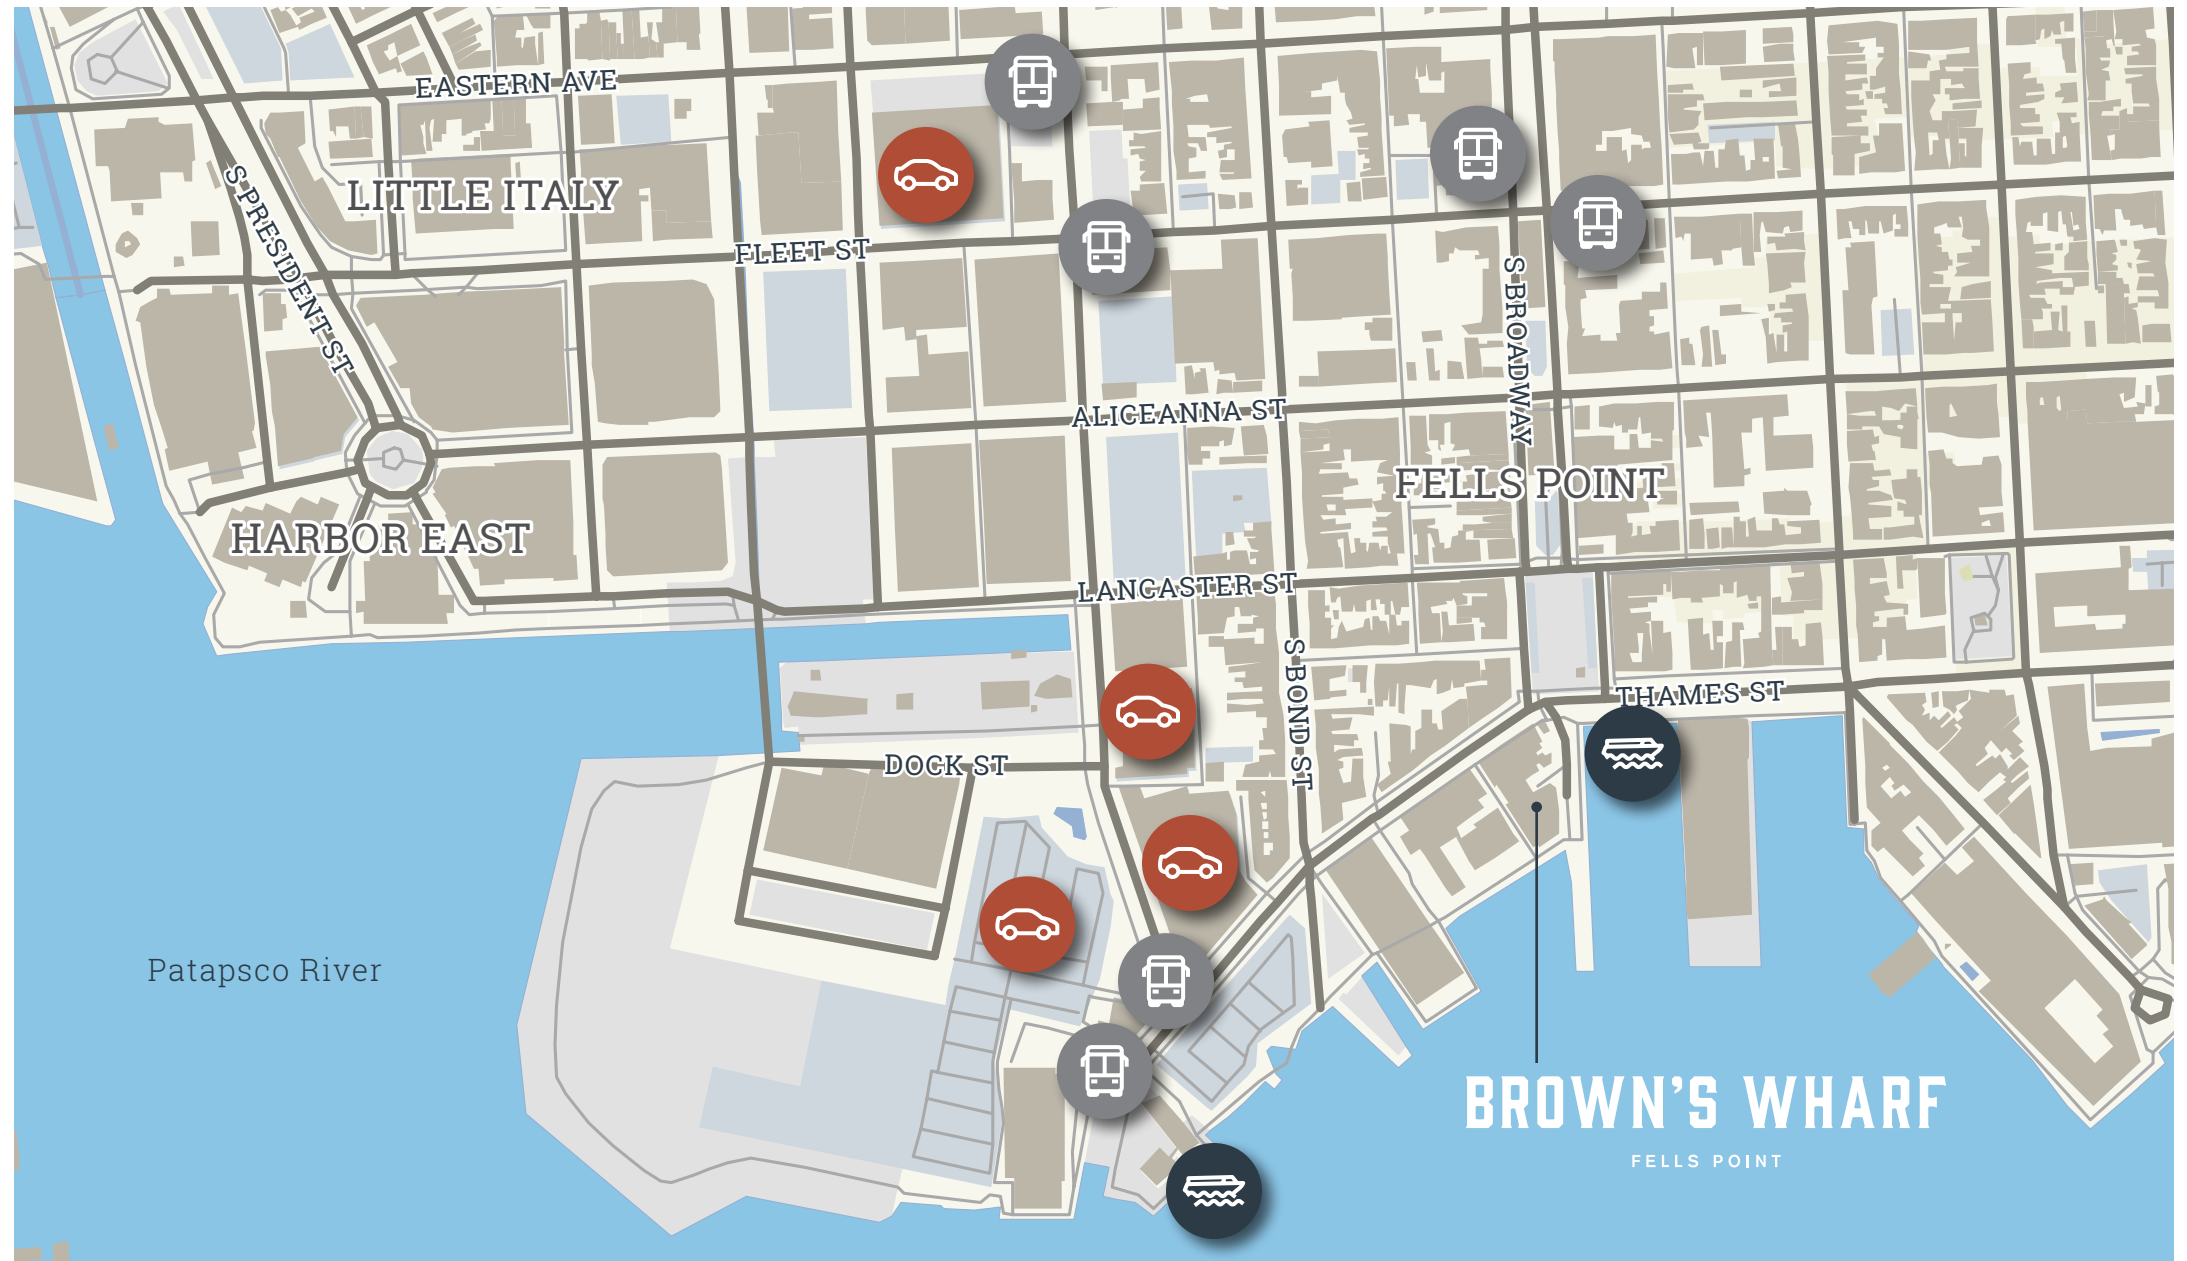 EASTERN AVE
S PRESIDENT ST
LITTLE ITALY
FLEET ST
S BROADWAY
ALICEANNA ST
FELLS POINT
HARBOR EAST
LANCASTER ST
S BOND ST
THAMES ST
DOCK ST
Patapsco River
BROWN'S WHARF
FELLS POINT